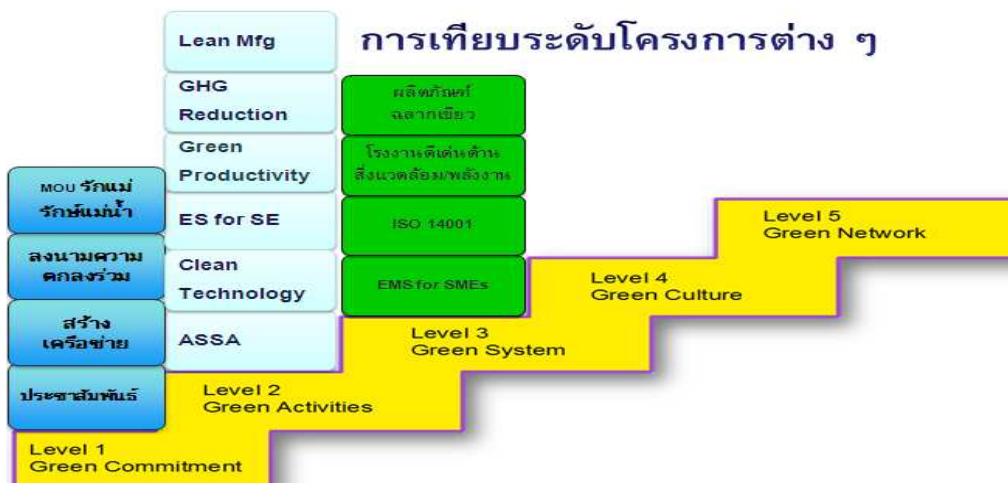 การเทียบระดับโครงการต่าง ๆ
MOU รักแม่
รักษ์แม่น้ำ
ลงนามความ
ตกลงร่วม
สร้าง
เครือข่าย
ประชาสัมพันธ์
Lean Mfg
GHG
Reduction
Green
Productivity
ES for SE
Clean
Technology
ASSA
ผลิตภัณฑ์
ฉลากเขียว
โรงงานดีเด่นด้าน
สิ่งแวดล้อม/พลังงาน
ISO 14001
EMS for SMEs
Level 5
Green Network
Level 4
Green Culture
Level 3
Green System
Level 2
Green Activities
Level 1
Green Commitment